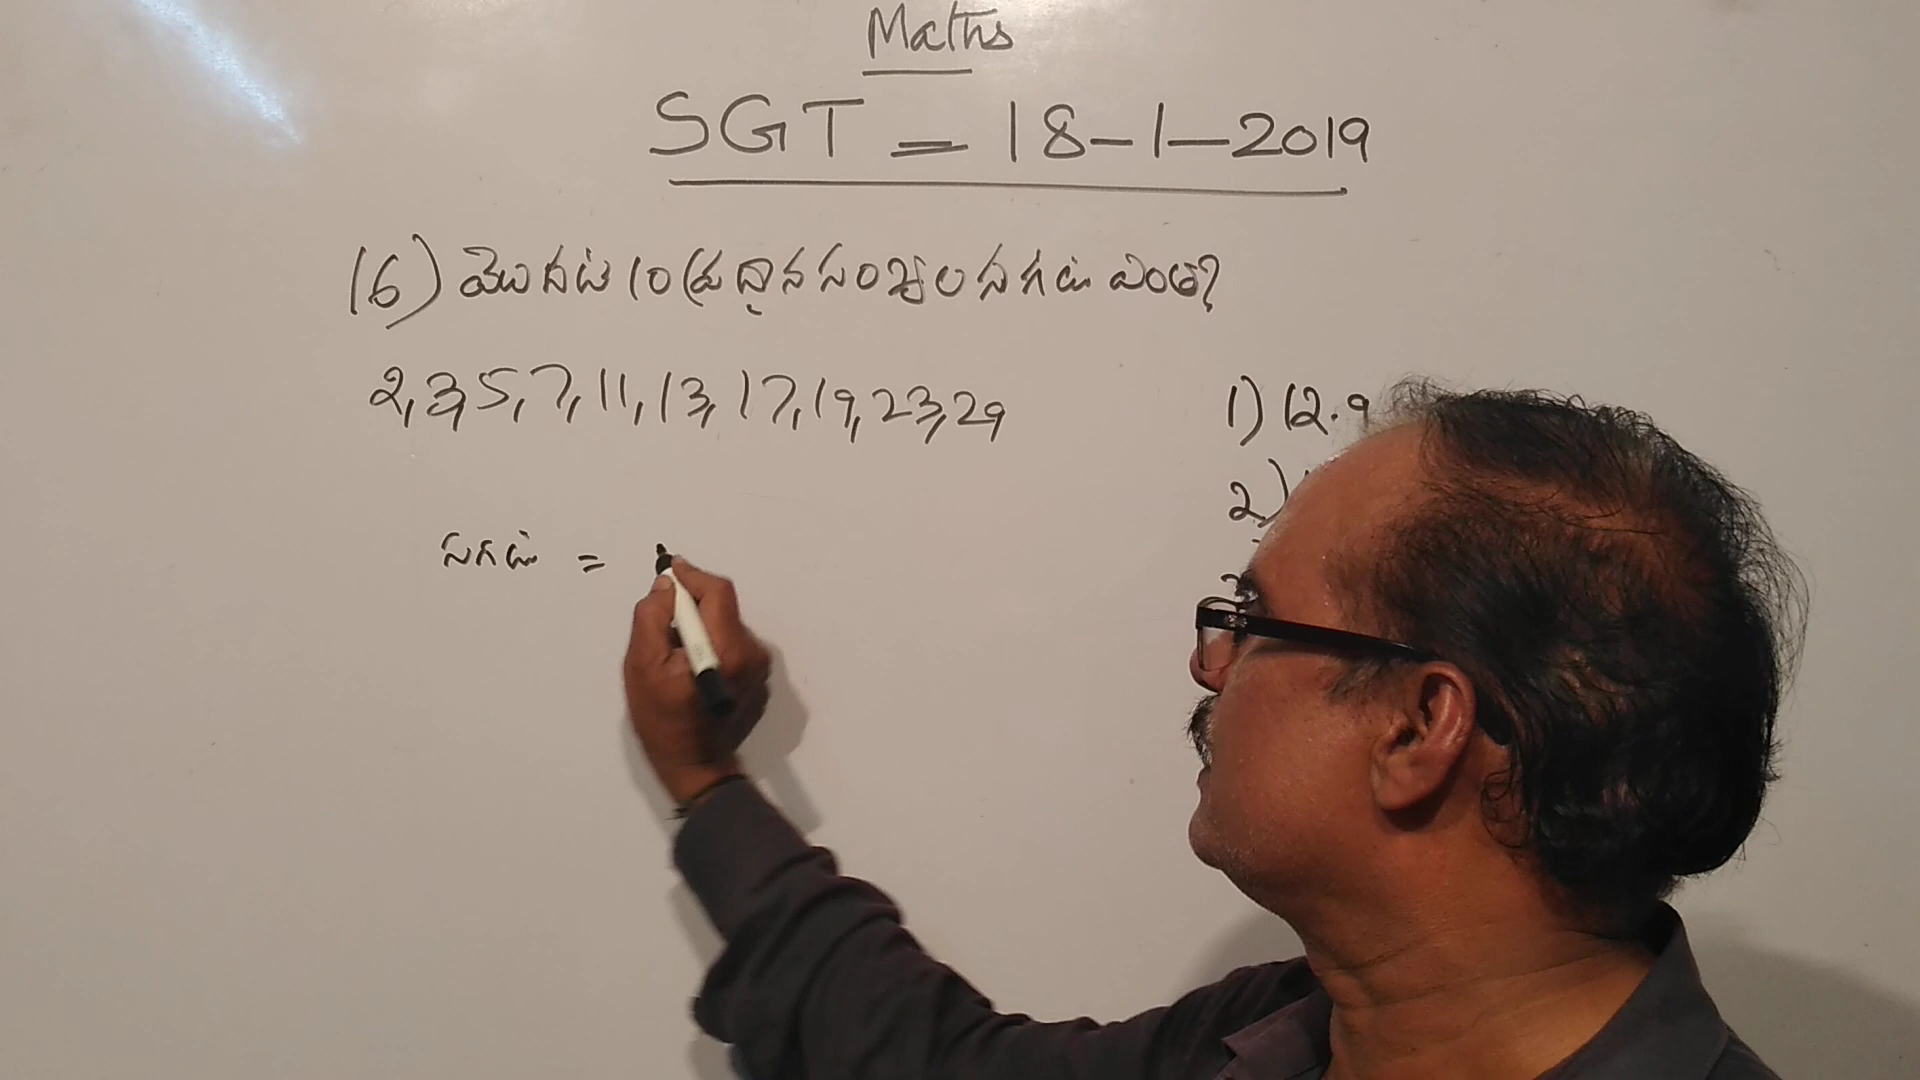 Maths
SGT = 18-1-2019
16) మొదటి 10 ప్రధాన సంఖ్యల సగటు ఎంత?
2, 3, 5, 7, 11, 13, 17, 19, 23, 29
1) 12.9
2)
సగటు =